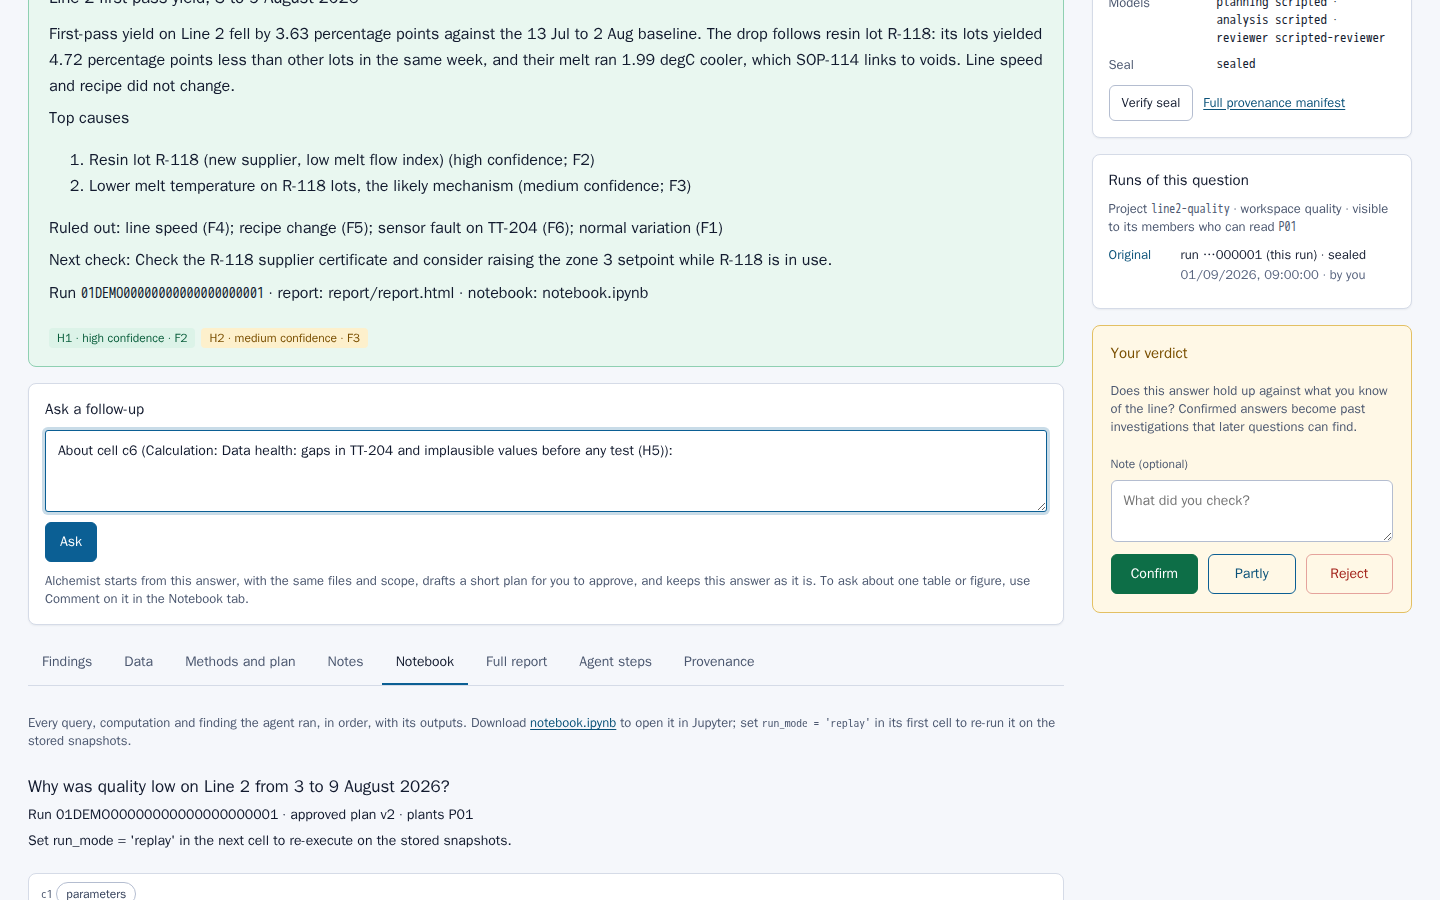 Line 2 first-pass yield, 3 to 9 August 2026
First-pass yield on Line 2 fell by 3.63 percentage points against the 13 Jul to 2 Aug baseline. The drop follows resin lot R-118: its lots yielded
4.72 percentage points less than other lots in the same week, and their melt ran 1.99 degC cooler, which SOP-114 links to voids. Line speed
and recipe did not change.
Top causes
1. Resin lot R-118 (new supplier, low melt flow index) (high confidence; F2)
2. Lower melt temperature on R-118 lots, the likely mechanism (medium confidence; F3)
Ruled out: line speed (F4); recipe change (F5); sensor fault on TT-204 (F6); normal variation (F1)
Next check: Check the R-118 supplier certificate and consider raising the zone 3 setpoint while R-118 is in use.
Run 01DEMO00000000000000000001 · report: report/report.html · notebook: notebook.ipynb
H1 · high confidence · F2
H2 · medium confidence · F3
Ask a follow-up
About cell c6 (Calculation: Data health: gaps in TT-204 and implausible values before any test (H5)):
Ask
Alchemist starts from this answer, with the same files and scope, drafts a short plan for you to approve, and keeps this answer as it is. To ask about one table or figure, use
Comment on it in the Notebook tab.
Findings
Data
Methods and plan
Notes
Notebook
Full report
Agent steps
Provenance
Every query, computation and finding the agent ran, in order, with its outputs. Download notebook.ipynb to open it in Jupyter; set run_mode = 'replay' in its first cell to re-run it on the
stored snapshots.
Why was quality low on Line 2 from 3 to 9 August 2026?
Run 01DEMO00000000000000000001 · approved plan v2 · plants P01
Set run_mode = 'replay' in the next cell to re-execute on the stored snapshots.
c1 parameters
Models
planning scripted ·
analysis scripted ·
reviewer scripted-reviewer
Seal
sealed
Verify seal
Full provenance manifest
Runs of this question
Project line2-quality · workspace quality · visible
to its members who can read P01
Original
run ···000001 (this run) · sealed
01/09/2026, 09:00:00 · by you
Your verdict
Does this answer hold up against what you know
of the line? Confirmed answers become past
investigations that later questions can find.
Note (optional)
What did you check?
Confirm
Partly
Reject